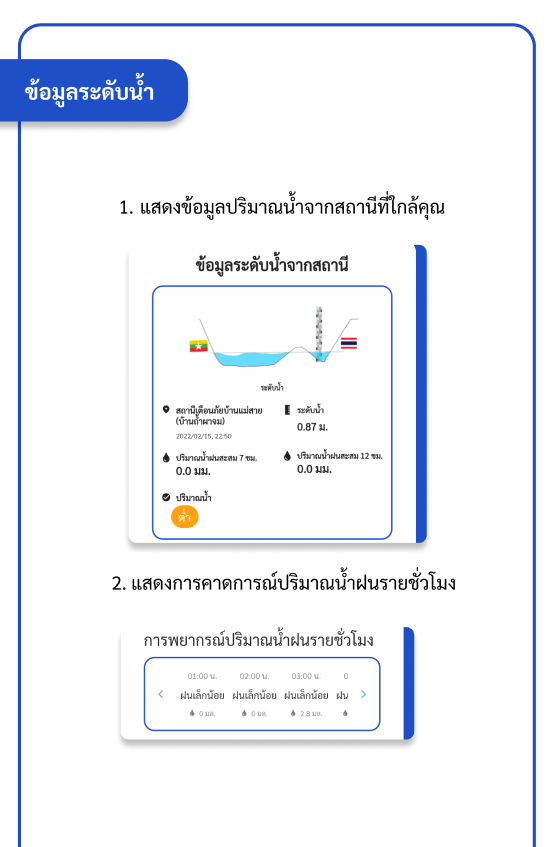 ข้อมูลระดับน้ำ
1. แสดงข้อมูลปริมาณน้ำจากสถานีที่ใกล้คุณ
ข้อมูลระดับน้ำจากสถานี
ระดับน้ำ
สถานีเตือนภัยบ้านแม่สาย
(บ้านถ้ำผาจม)
2022/02/15, 22:50
ระดับน้ำ
0.87 ม.
ปริมาณน้ำฝนสะสม 7 ชม.
0.0 มม.
ปริมาณน้ำฝนสะสม 12 ชม.
0.0 มม.
ปริมาณน้ำ
ต่ำ
2. แสดงการคาดการณ์ปริมาณน้ำฝนรายชั่วโมง
การพยากรณ์ปริมาณน้ำฝนรายชั่วโมง
01:00 น. 02:00 น. 03:00 น. 0
ฝนเล็กน้อย ฝนเล็กน้อย ฝนเล็กน้อย ฝน
0 มล. 0 มล. 2.8 มล.